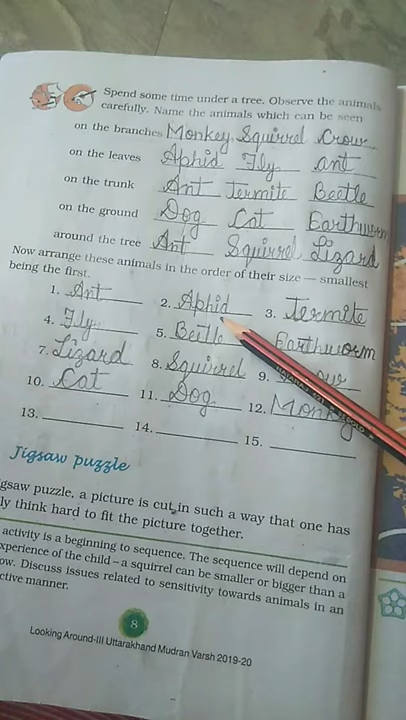 Spend some time under a tree. Observe the animals
carefully. Name the animals which can be seen
on the branches Monkey Squirrel Crow
on the leaves Aphid Fly ant
on the trunk Ant termite Beetle
on the ground Dog Cat Earthworm
around the tree Ant Squirrel Lizard
Now arrange these animals in the order of their size — smallest
being the first.
1. Ant 2. Aphid 3. Termite
4. Fly 5. Beetle Earthworm
7. Lizard 8. Squirrel 9.
10. Cat 11. Dog 12. Monkey
13. 14. 15.
Jigsaw puzzle
igsaw puzzle, a picture is cut in such a way that one has
ly think hard to fit the picture together.
activity is a beginning to sequence. The sequence will depend on
xperience of the child – a squirrel can be smaller or bigger than a
ow. Discuss issues related to sensitivity towards animals in an
ctive manner.
8
Looking Around-III Uttarakhand Mudran Varsh 2019-20